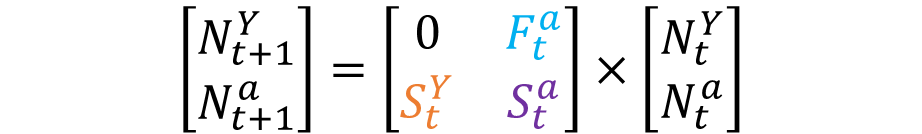 [N^Y_{t+1}] = [0 F^a_t] × [N^Y_t]
[N^a_{t+1}] [S^Y_t S^a_t] [N^a_t]